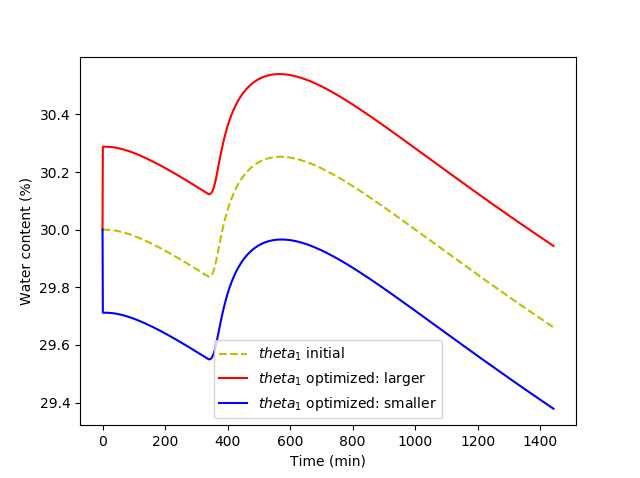 30.4
30.2
30.0
29.8
29.6
29.4
Water content (%)
theta₁ initial
theta₁ optimized: larger
theta₁ optimized: smaller
0 200 400 600 800 1000 1200 1400
Time (min)